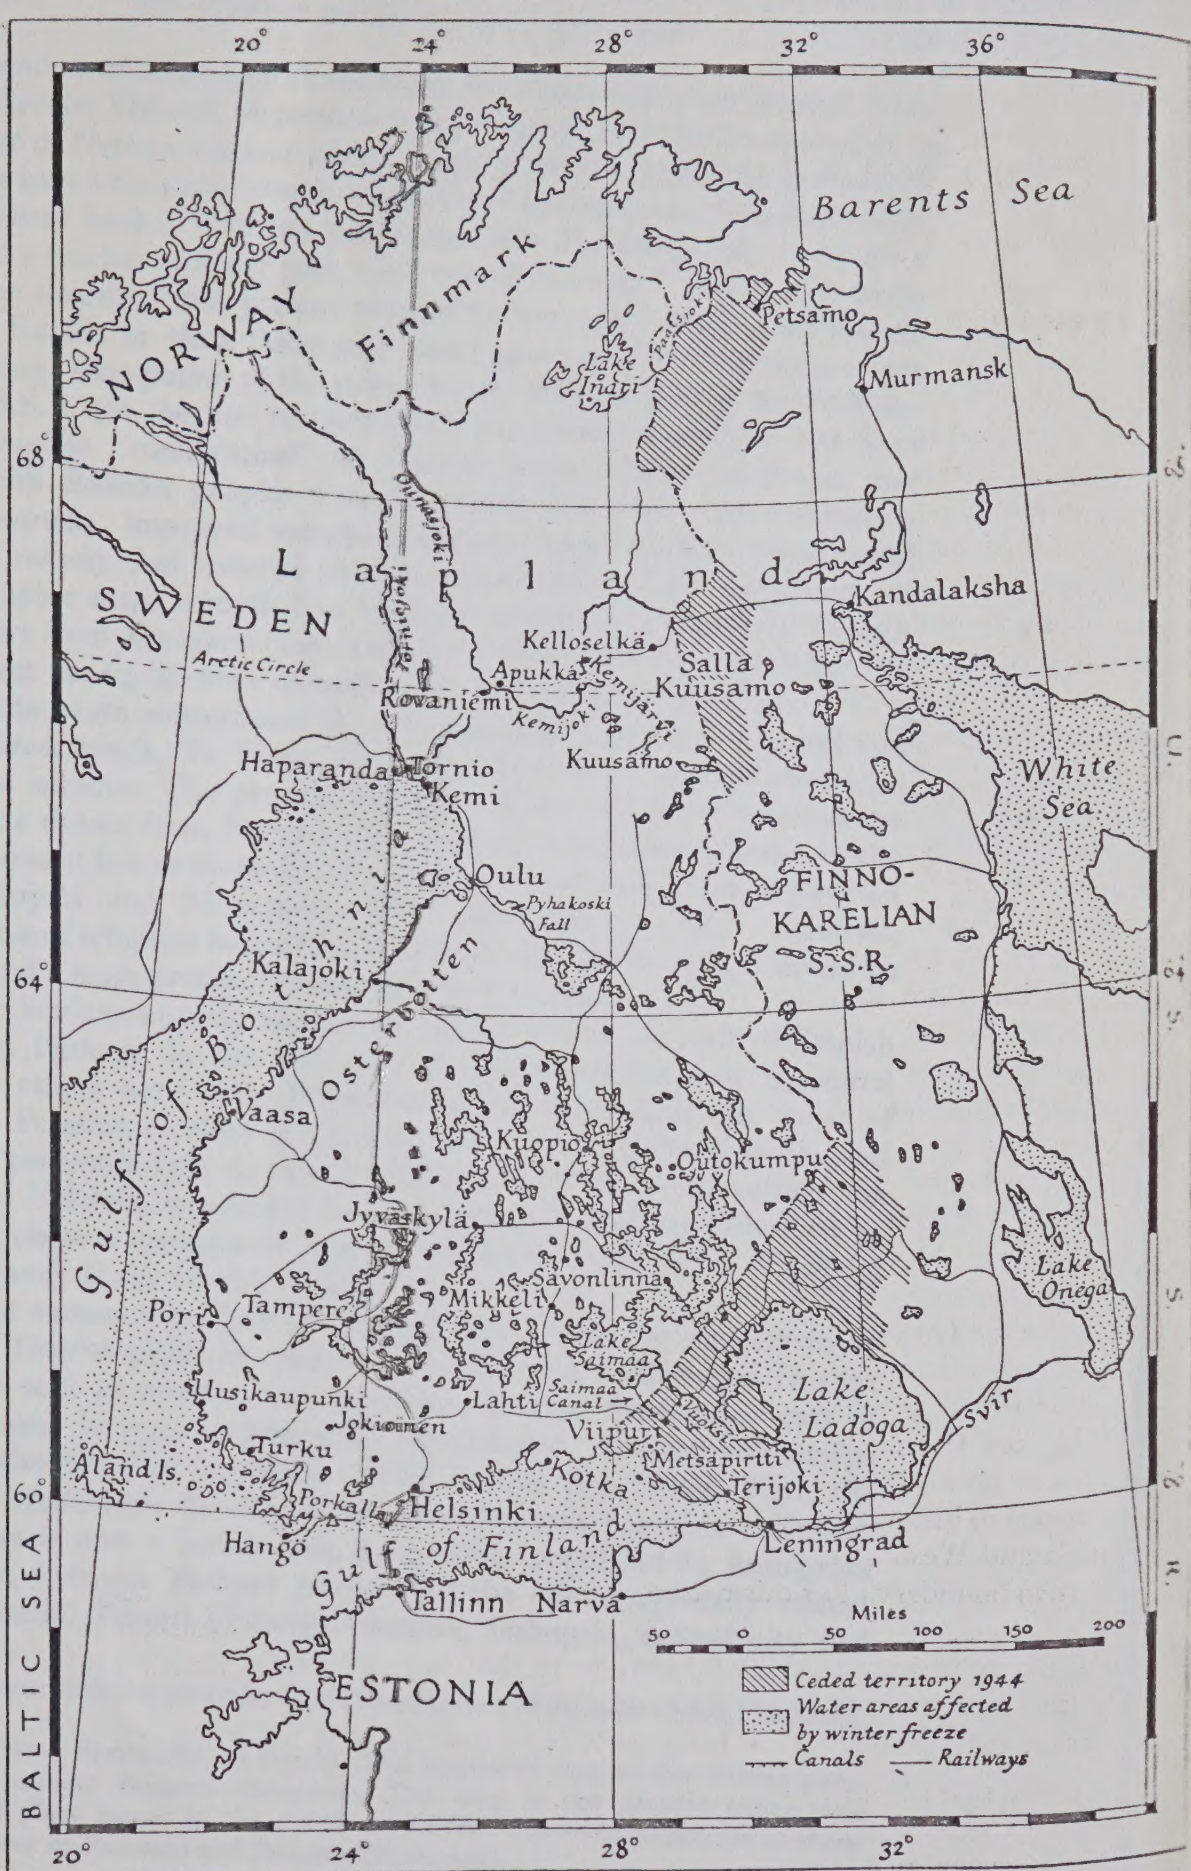 20° 24° 28° 32° 36°
Barents Sea
Finnmark
NORWAY
Paatsjoki
Petsamo
Lake
Inari
Murmansk
68°
Ounasjoki
Lapland
Tornionjoki
SWEDEN
Kandalaksha
Kelloselkä
Arctic Circle
Apukka
Salla
Kemijärvi
Kuusamo
Rovaniemi
Kemijoki
Haparanda
Tornio
Kuusamo
White
Sea
Kemi
Oulu
Pyhakoski
Fall
FINNO-
KARELIAN
S.S.R.
Kalajoki
64°
Osterbotten
Gulf of Bothnia
Vaasa
Kuopio
Outokumpu
Jyväskylä
Savonlinna
Lake
Onega
Mikkeli
Pori
Tampere
Lake
Saimaa
Uusikaupunki
Lahti
Saimaa
Canal
Lake
Ladoga
Jokioinen
Viipuri
Vuoksi
Svir
Turku
Metsäpirtti
Åland Is.
Kotka
Terijoki
60°
Porkalla
Helsinki
Hangö
Gulf of Finland
Leningrad
Tallinn
Narva
BALTIC SEA
ESTONIA
U. S. S. R.
Miles
50 0 50 100 150 200
Ceded territory 1944
Water areas affected
by winter freeze
Canals
Railways
20° 24° 28° 32°